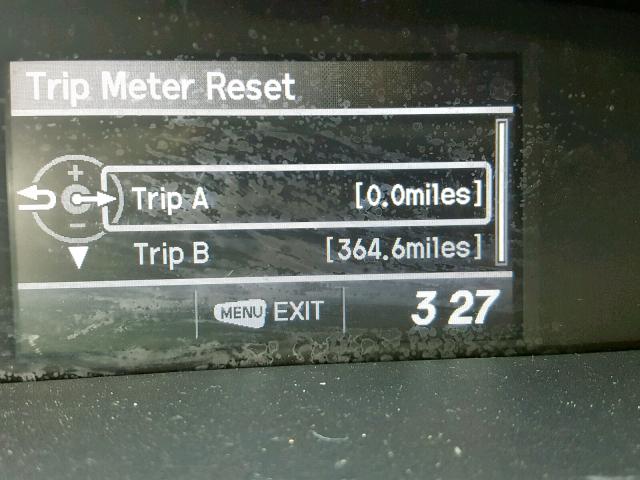 Trip Meter Reset
+
Trip A [0.0miles]
−
Trip B [364.6miles]
MENU EXIT 3 27